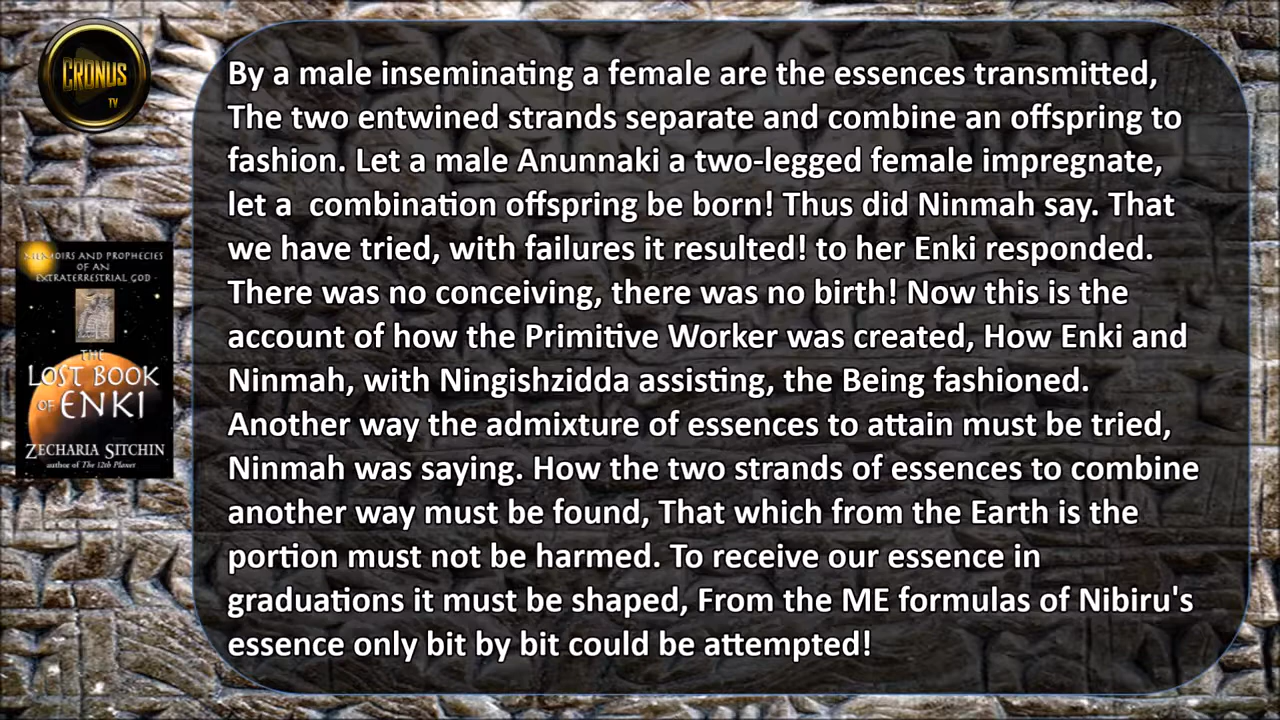 CRONUS
TV
By a male inseminating a female are the essences transmitted,
The two entwined strands separate and combine an offspring to
fashion. Let a male Anunnaki a two-legged female impregnate,
let a  combination offspring be born! Thus did Ninmah say. That
we have tried, with failures it resulted! to her Enki responded.
There was no conceiving, there was no birth! Now this is the
account of how the Primitive Worker was created, How Enki and
Ninmah, with Ningishzidda assisting, the Being fashioned.
Another way the admixture of essences to attain must be tried,
Ninmah was saying. How the two strands of essences to combine
another way must be found, That which from the Earth is the
portion must not be harmed. To receive our essence in
graduations it must be shaped, From the ME formulas of Nibiru's
essence only bit by bit could be attempted!
MEMOIRS AND PROPHECIES
OF AN
EXTRATERRESTRIAL GOD
THE
LOST BOOK
OF ENKI
ZECHARIA SITCHIN
author of The 12th Planet